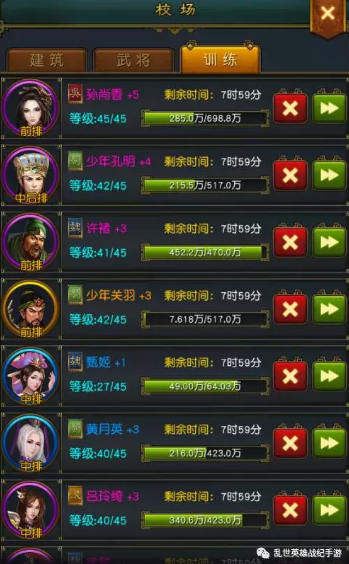 校场
建筑 武将 训练
吴 孙尚香 +5 剩余时间：7时59分
前排 等级:45/45 285.0万/698.8万
少年孔明 +4 剩余时间：7时59分
中后排 等级:42/45 215.5万/517.0万
魏 许褚 +3 剩余时间：7时59分
前排 等级:41/45 452.2万/470.0万
少年关羽 +3 剩余时间：7时59分
前排 等级:42/45 7.618万/517.0万
魏 甄姬 +1 剩余时间：7时59分
中排 等级:27/45 49.00万/64.03万
黄月英 +3 剩余时间：7时59分
中排 等级:40/45 216.0万/423.0万
吕玲绮 +3 剩余时间：7时59分
中排 等级:40/45 340.6万/423.0万
乱世英雄战纪手游